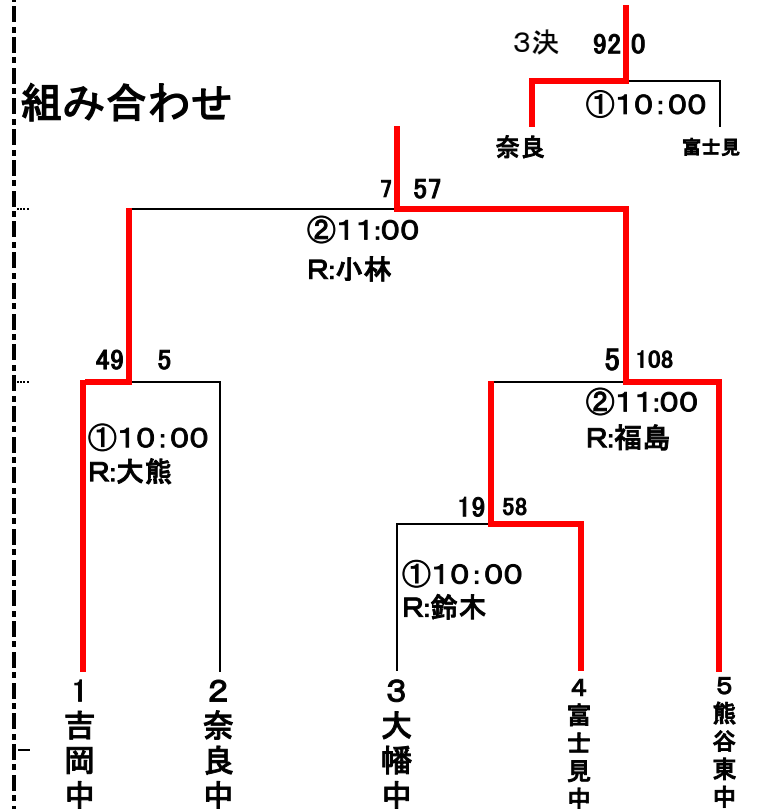 ３決 92 0
組み合わせ
①１０：００
奈良 富士見
7 57
②１１:００
R:小林
49 5
5 108
②１１:００
R:福島
①１０：００
R:大熊
19 58
①１０：００
R:鈴木
１ ２ ３ ４ ５
吉岡中
奈良中
大幡中
富士見中
熊谷東中